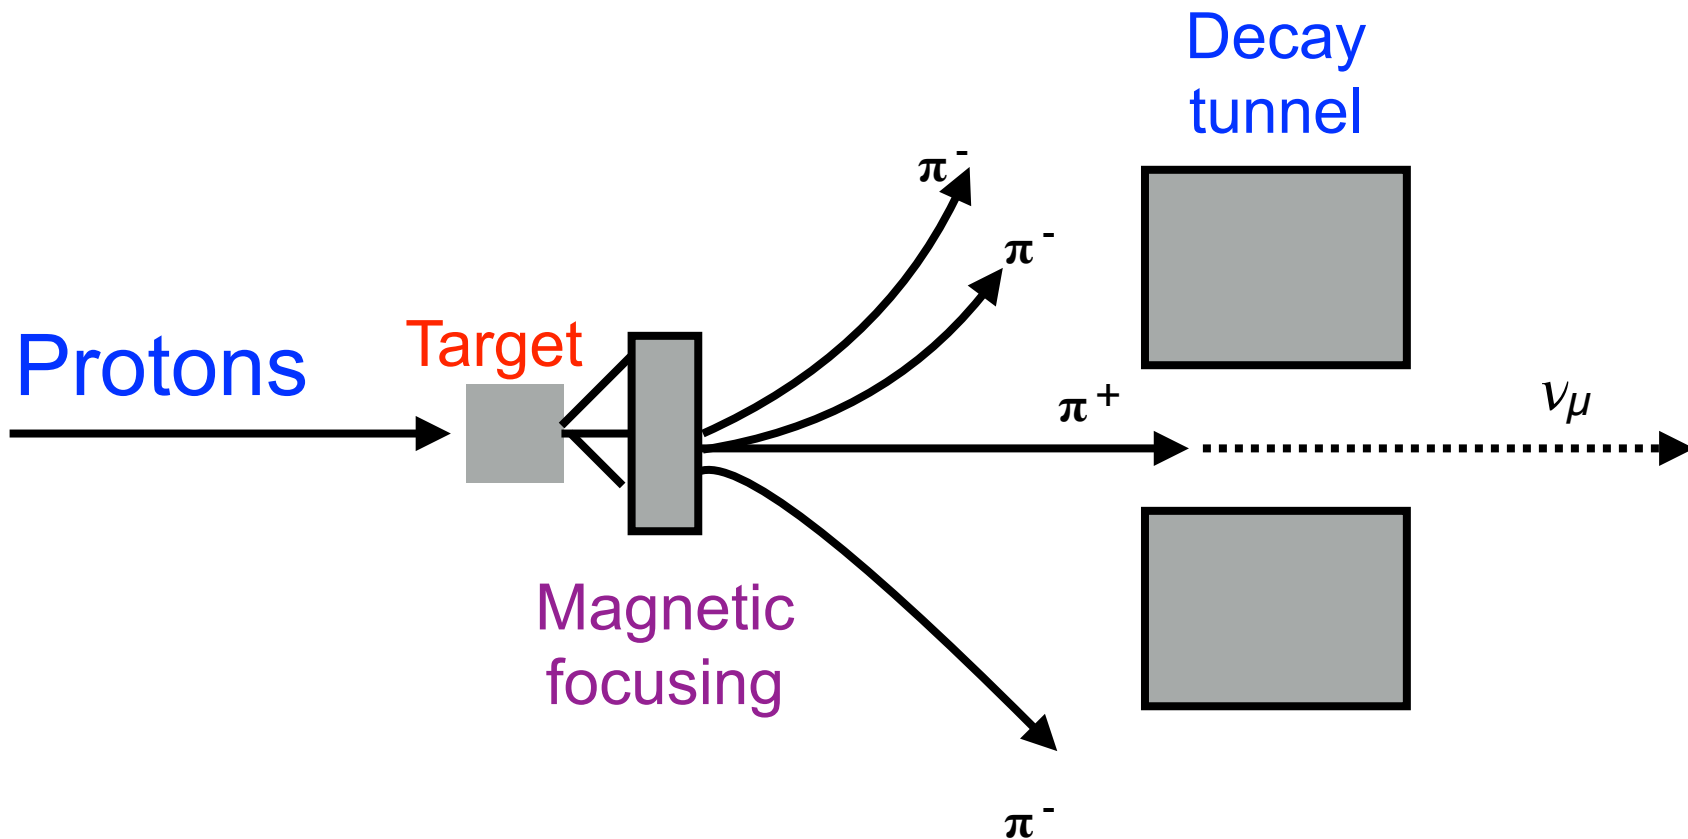 Decay
tunnel
π⁻
π⁻
Target
Protons
π⁺
νμ
Magnetic
focusing
π⁻